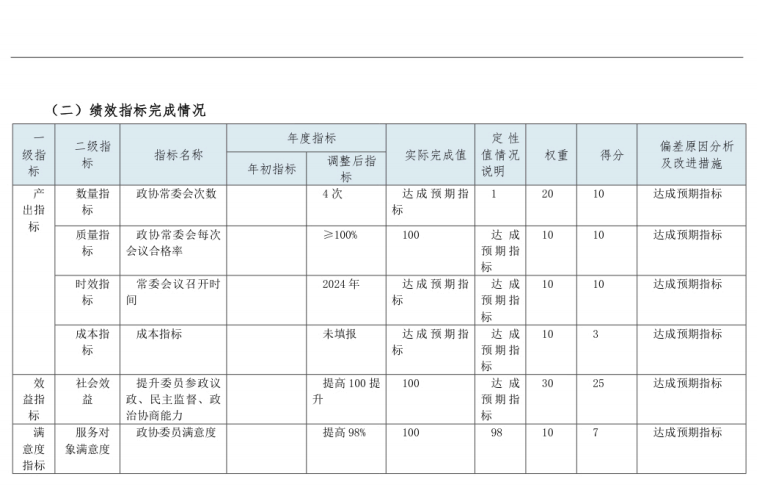 （二）绩效指标完成情况
一级指标 二级指标 指标名称 年度指标 实际完成值 定性值情况说明 权重 得分 偏差原因分析及改进措施
年初指标 调整后指标
产出指标 数量指标 政协常委会次数 4 次 达成预期指标 1 20 10 达成预期指标
质量指标 政协常委会每次会议合格率 ≥100% 100 达成预期指标 10 10 达成预期指标
时效指标 常委会议召开时间 2024 年 达成预期指标 达成预期指标 10 10 达成预期指标
成本指标 成本指标 未填报 达成预期指标 达成预期指标 10 3 达成预期指标
效益指标 社会效益 提升委员参政议政、民主监督、政治协商能力 提高 100 提升 100 达成预期指标 30 25 达成预期指标
满意度指标 服务对象满意度 政协委员满意度 提高 98% 100 98 10 7 达成预期指标